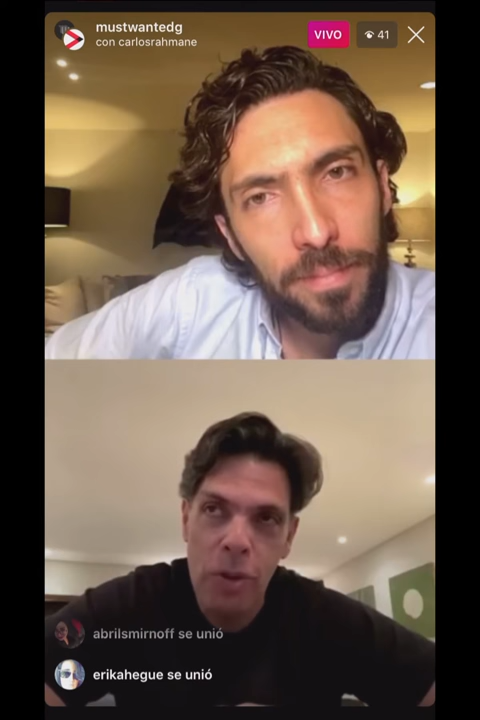 mustwantedg
con carlosrahmane
VIVO
41
abrilsmirnoff se unió
erikahegue se unió